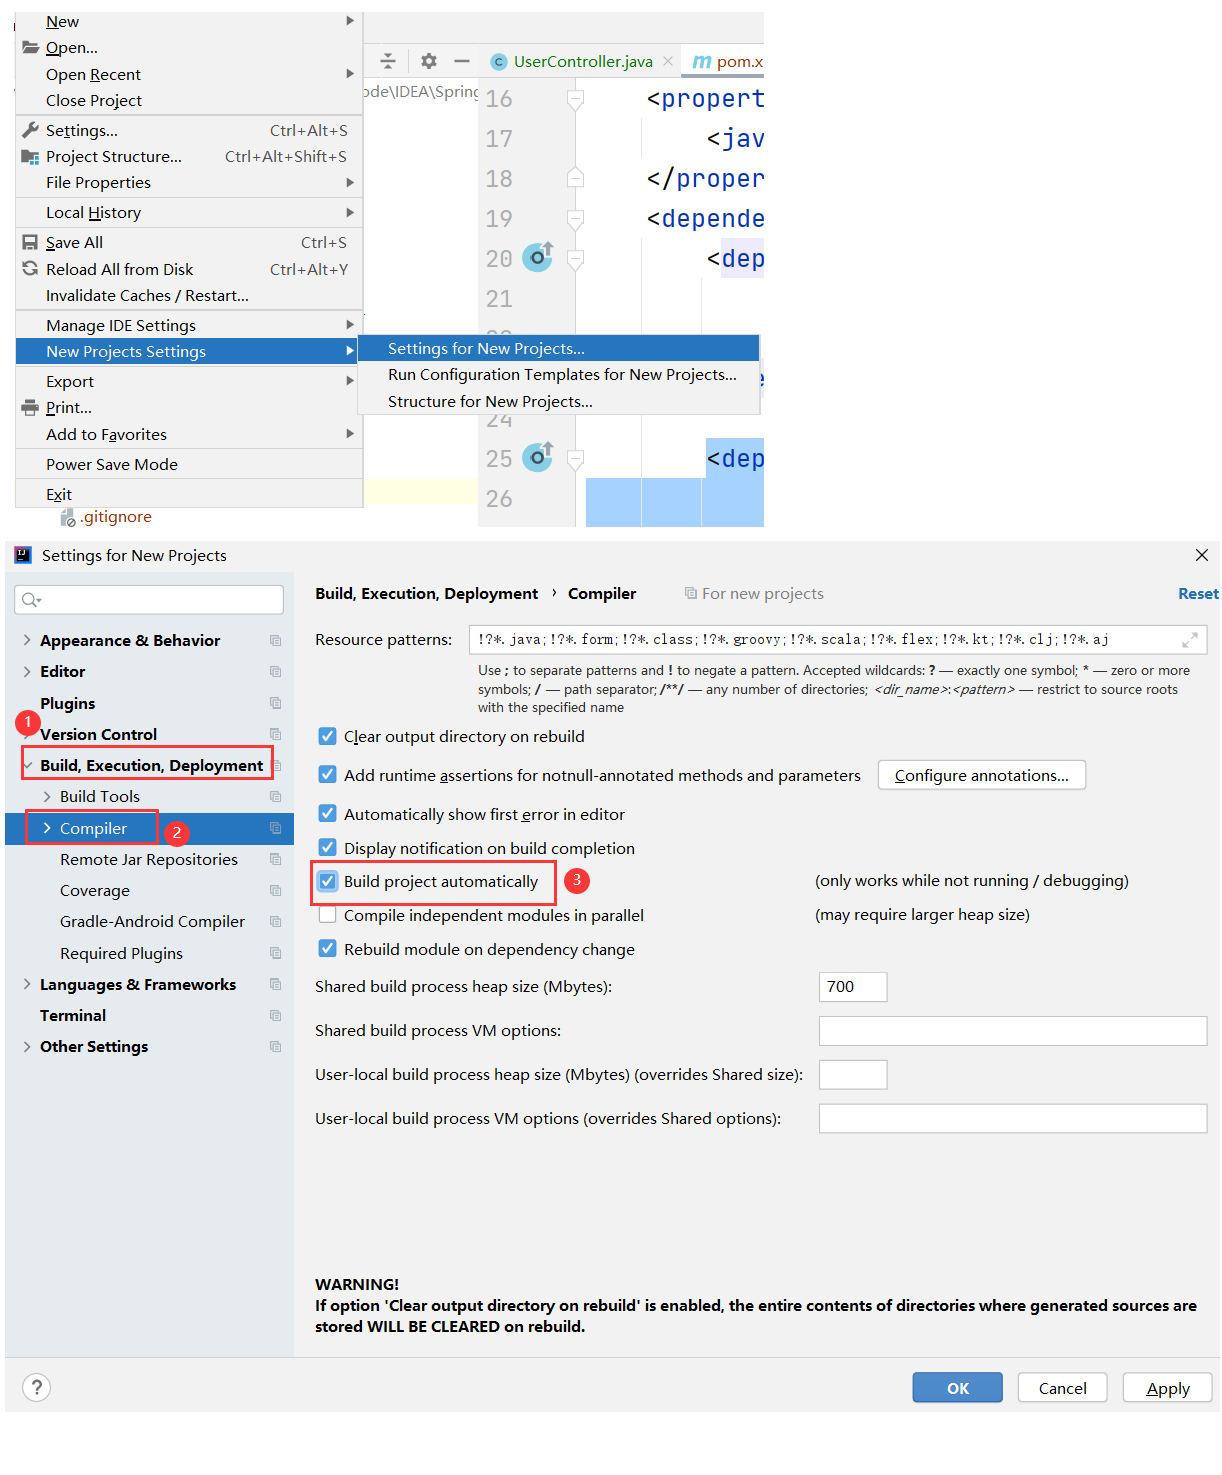 New
Open...
Open Recent
Close Project
Settings... Ctrl+Alt+S
Project Structure... Ctrl+Alt+Shift+S
File Properties
Local History
Save All Ctrl+S
Reload All from Disk Ctrl+Alt+Y
Invalidate Caches / Restart...
Manage IDE Settings
New Projects Settings
Export
Print...
Add to Favorites
Power Save Mode
Exit
.gitignore
Settings for New Projects...
Run Configuration Templates for New Projects...
Structure for New Projects...
UserController.java
pom.x
ode\IDEA\Spring
16 <propert
17 <jav
18 </proper
19 <depende
20 <dep
21
24
25 <dep
26
Settings for New Projects
Appearance & Behavior
Editor
Plugins
1
Version Control
Build, Execution, Deployment
Build Tools
Compiler
2
Remote Jar Repositories
Coverage
Gradle-Android Compiler
Required Plugins
Languages & Frameworks
Terminal
Other Settings
Build, Execution, Deployment › Compiler For new projects Reset
Resource patterns: !?*.java;!?*.form;!?*.class;!?*.groovy;!?*.scala;!?*.flex;!?*.kt;!?*.clj;!?*.aj
Use ; to separate patterns and ! to negate a pattern. Accepted wildcards: ? — exactly one symbol; * — zero or more
symbols; / — path separator; /**/ — any number of directories; <dir_name>:<pattern> — restrict to source roots
with the specified name
Clear output directory on rebuild
Add runtime assertions for notnull-annotated methods and parameters Configure annotations...
Automatically show first error in editor
Display notification on build completion
Build project automatically 3 (only works while not running / debugging)
Compile independent modules in parallel (may require larger heap size)
Rebuild module on dependency change
Shared build process heap size (Mbytes): 700
Shared build process VM options:
User-local build process heap size (Mbytes) (overrides Shared size):
User-local build process VM options (overrides Shared options):
WARNING!
If option 'Clear output directory on rebuild' is enabled, the entire contents of directories where generated sources are
stored WILL BE CLEARED on rebuild.
?
OK Cancel Apply